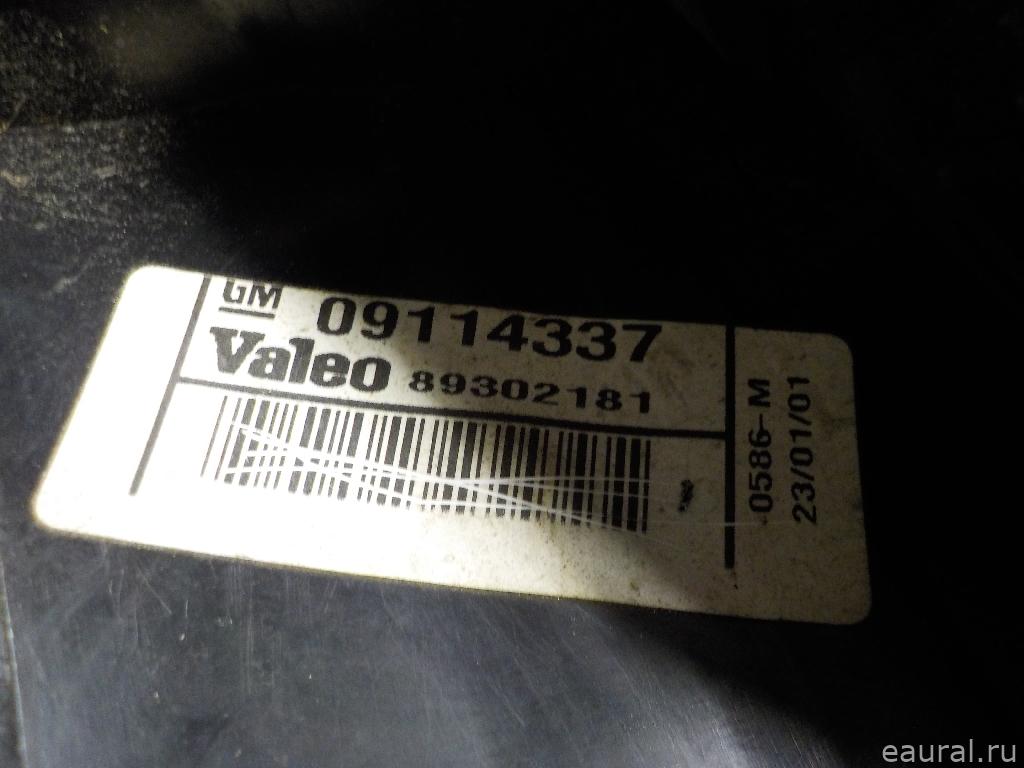 GM 09114337
Valeo 89302181
0586-M
23/01/01
eaural.ru